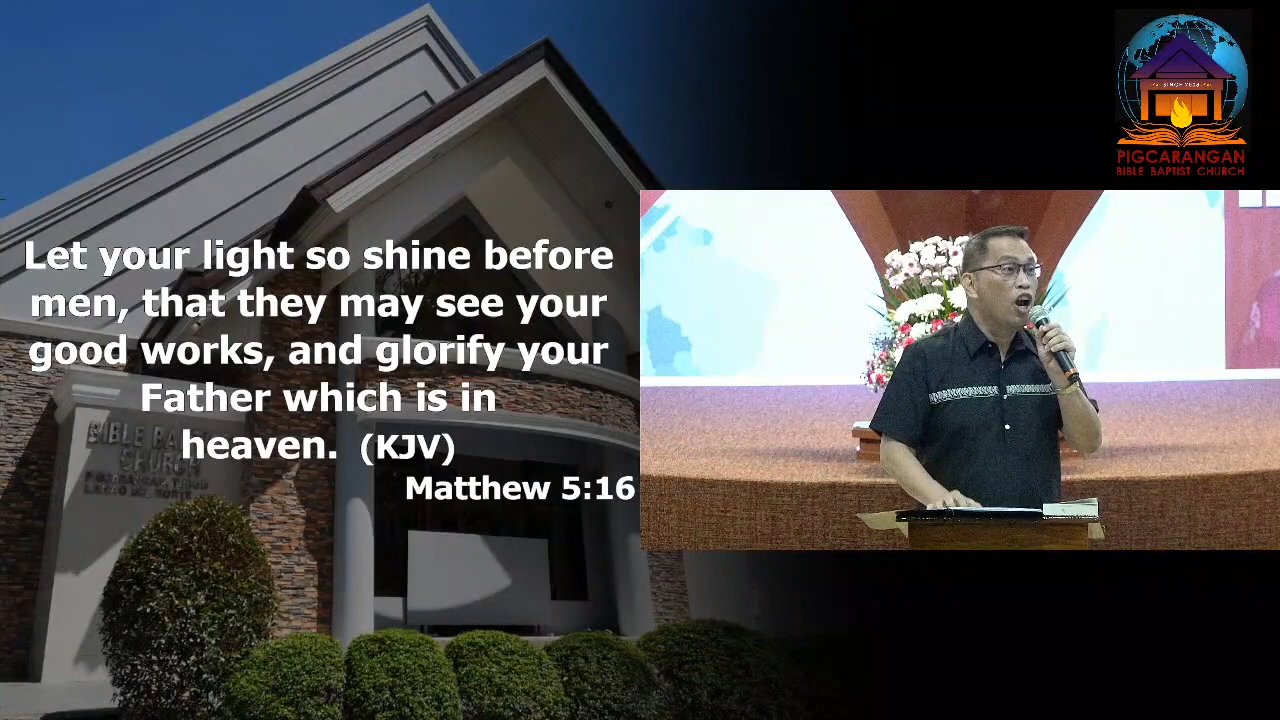 Let your light so shine before
men, that they may see your
good works, and glorify your
Father which is in
heaven. (KJV)
Matthew 5:16
PIGCARANGAN
BIBLE BAPTIST CHURCH
BIBLE BAPTIST
CHURCH